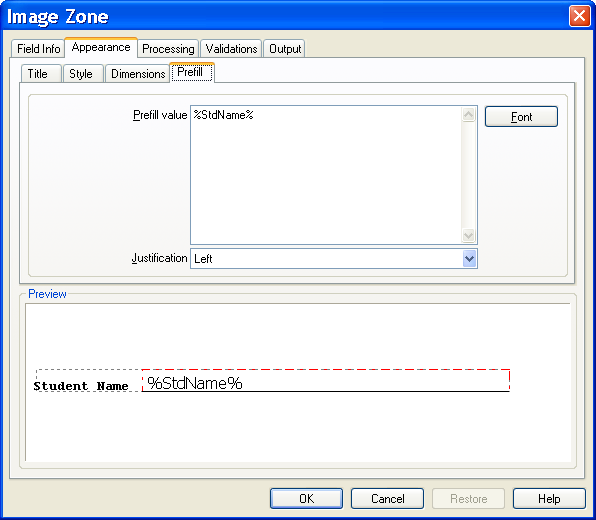 Image Zone
Field Info Appearance Processing Validations Output
Title Style Dimensions Prefill
Prefill value %StdName% Font
Justification Left
Preview
Student Name %StdName%
OK Cancel Restore Help